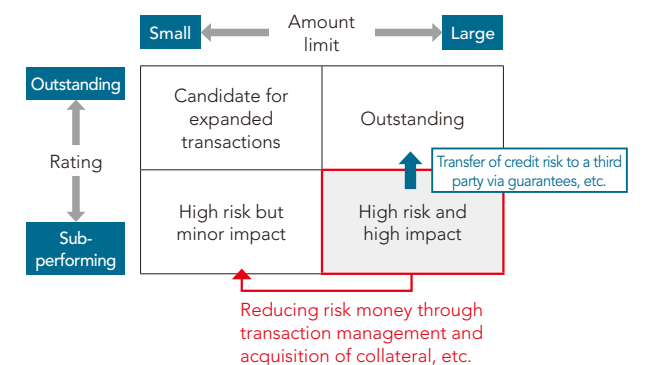 Small
Amount
limit
Large
Outstanding
Rating
Sub-
performing
Candidate for
expanded
transactions
Outstanding
Transfer of credit risk to a third
party via guarantees, etc.
High risk but
minor impact
High risk and
high impact
Reducing risk money through
transaction management and
acquisition of collateral, etc.